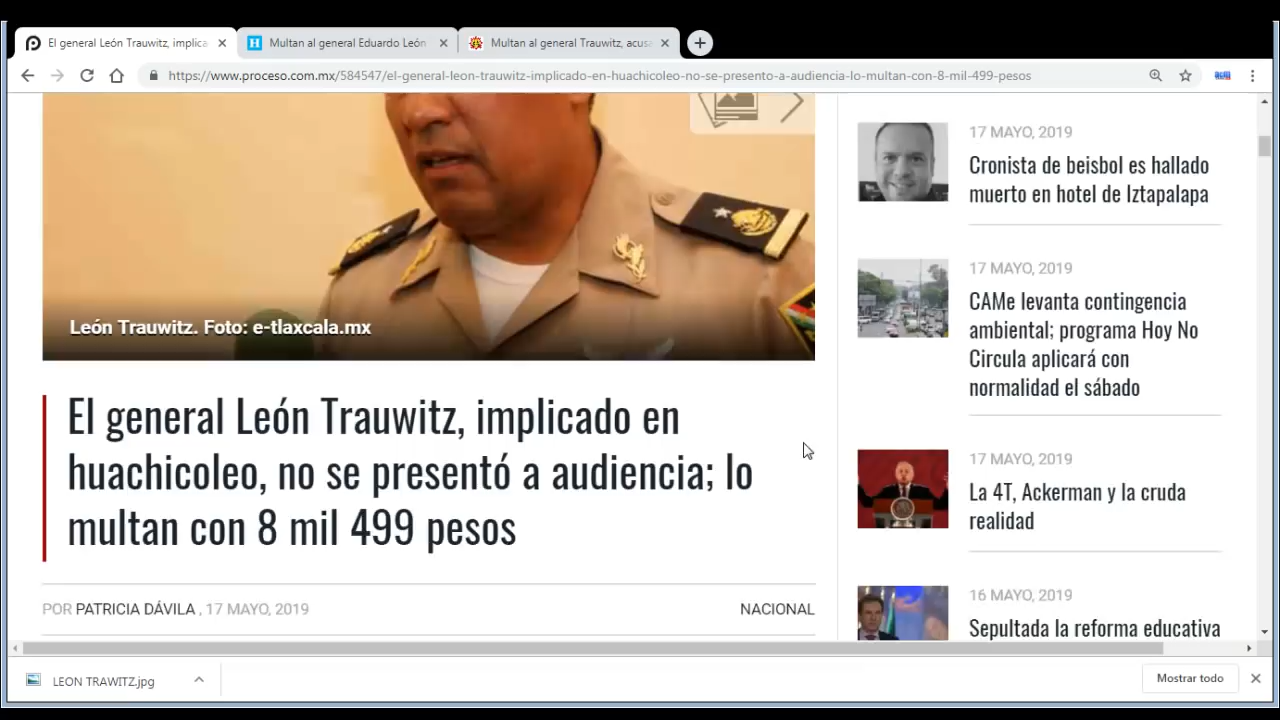 El general León Trauwitz, implica
Multan al general Eduardo León
Multan al general Trauwitz, acusa
https://www.proceso.com.mx/584547/el-general-leon-trauwitz-implicado-en-huachicoleo-no-se-presento-a-audiencia-lo-multan-con-8-mil-499-pesos
León Trauwitz. Foto: e-tlaxcala.mx
El general León Trauwitz, implicado en
huachicoleo, no se presentó a audiencia; lo
multan con 8 mil 499 pesos
POR PATRICIA DÁVILA , 17 MAYO, 2019
NACIONAL
17 MAYO, 2019
Cronista de beisbol es hallado
muerto en hotel de Iztapalapa
17 MAYO, 2019
CAMe levanta contingencia
ambiental; programa Hoy No
Circula aplicará con
normalidad el sábado
17 MAYO, 2019
La 4T, Ackerman y la cruda
realidad
16 MAYO, 2019
Sepultada la reforma educativa
LEON TRAWITZ.jpg
Mostrar todo